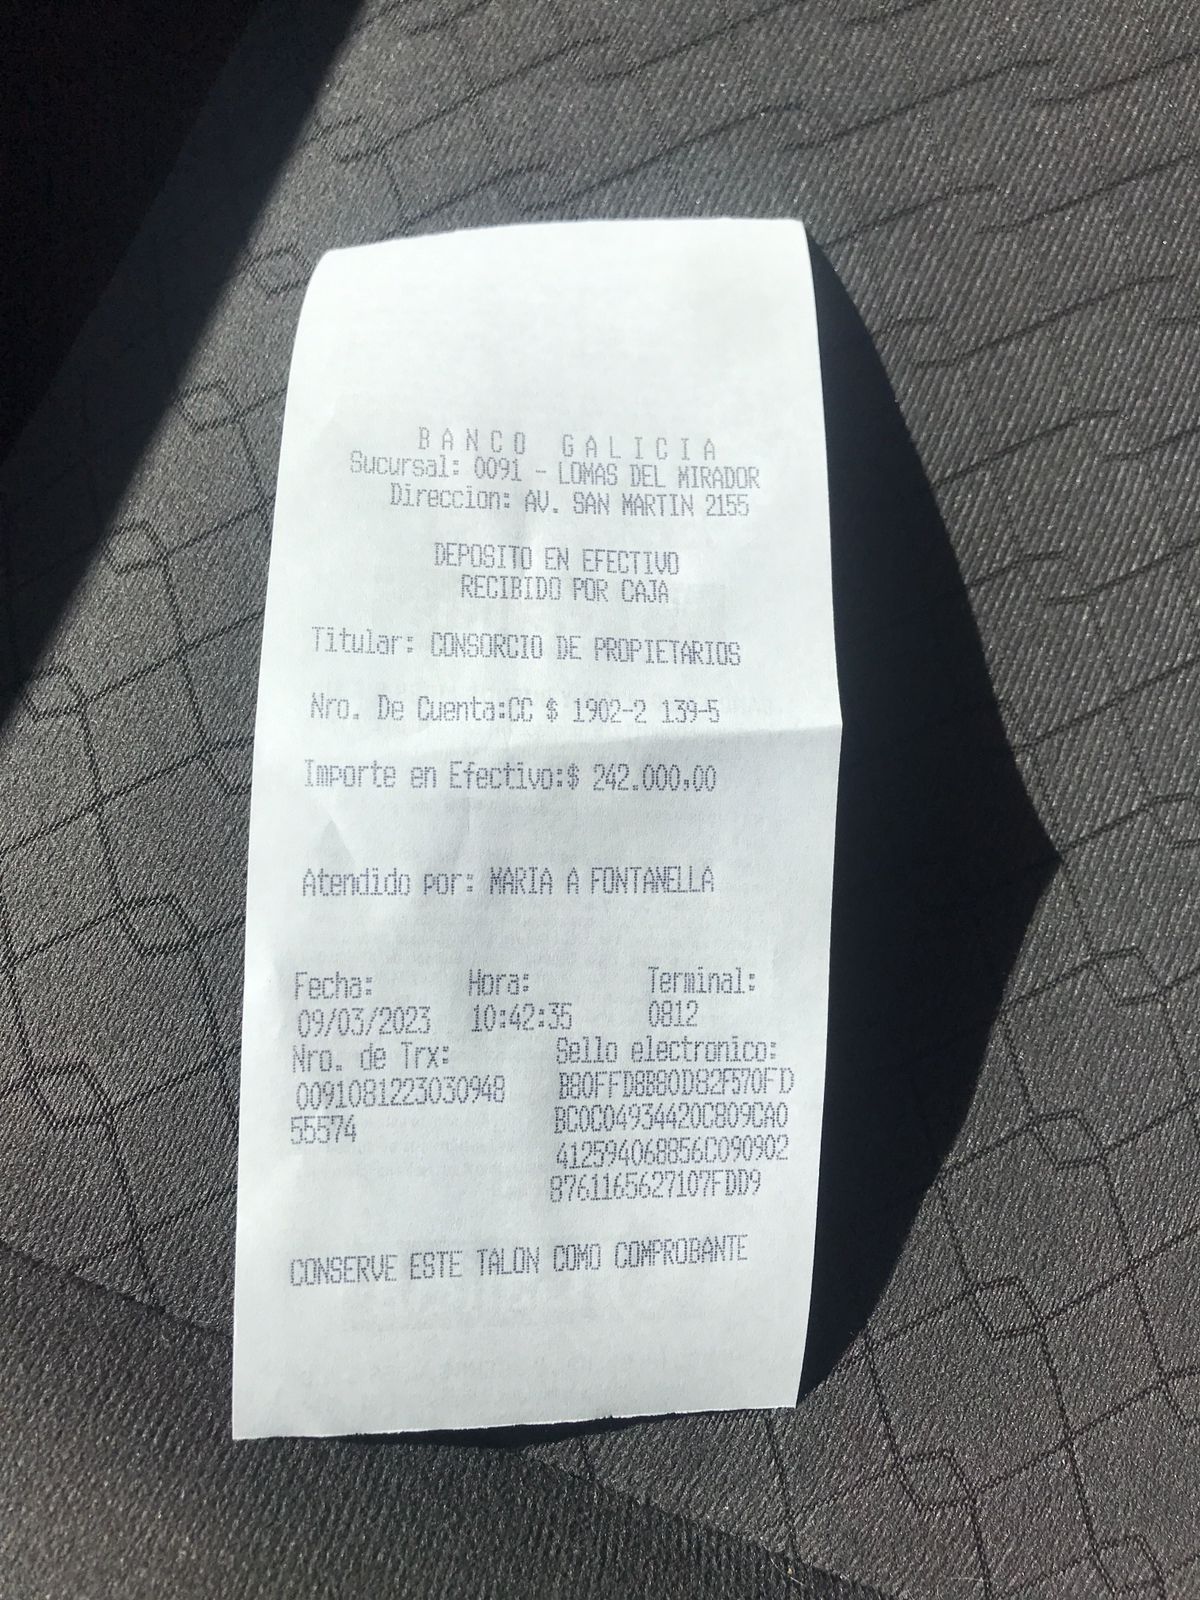 BANCO GALICIA
Sucursal: 0091 - LOMAS DEL MIRADOR
Direccion: AV. SAN MARTIN 2155
DEPOSITO EN EFECTIVO
RECIBIDO POR CAJA
Titular: CONSORCIO DE PROPIETARIOS
Nro. De Cuenta:CC $ 1902-2 139-5
Importe en Efectivo:$ 242.000,00
Atendido por: MARIA A FONTANELLA
Fecha: Hora: Terminal:
09/03/2023 10:42:35 0812
Nro. de Trx: Sello electronico:
0091081223030948 B80FFD8B80D82F570FD
55574 BC0C04934420C809CA0
412594068856C090902
8761165627107FDD9
CONSERVE ESTE TALON COMO COMPROBANTE